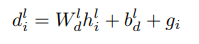 d_i^l = W_d^l h_i^l + b_d^l + g_i